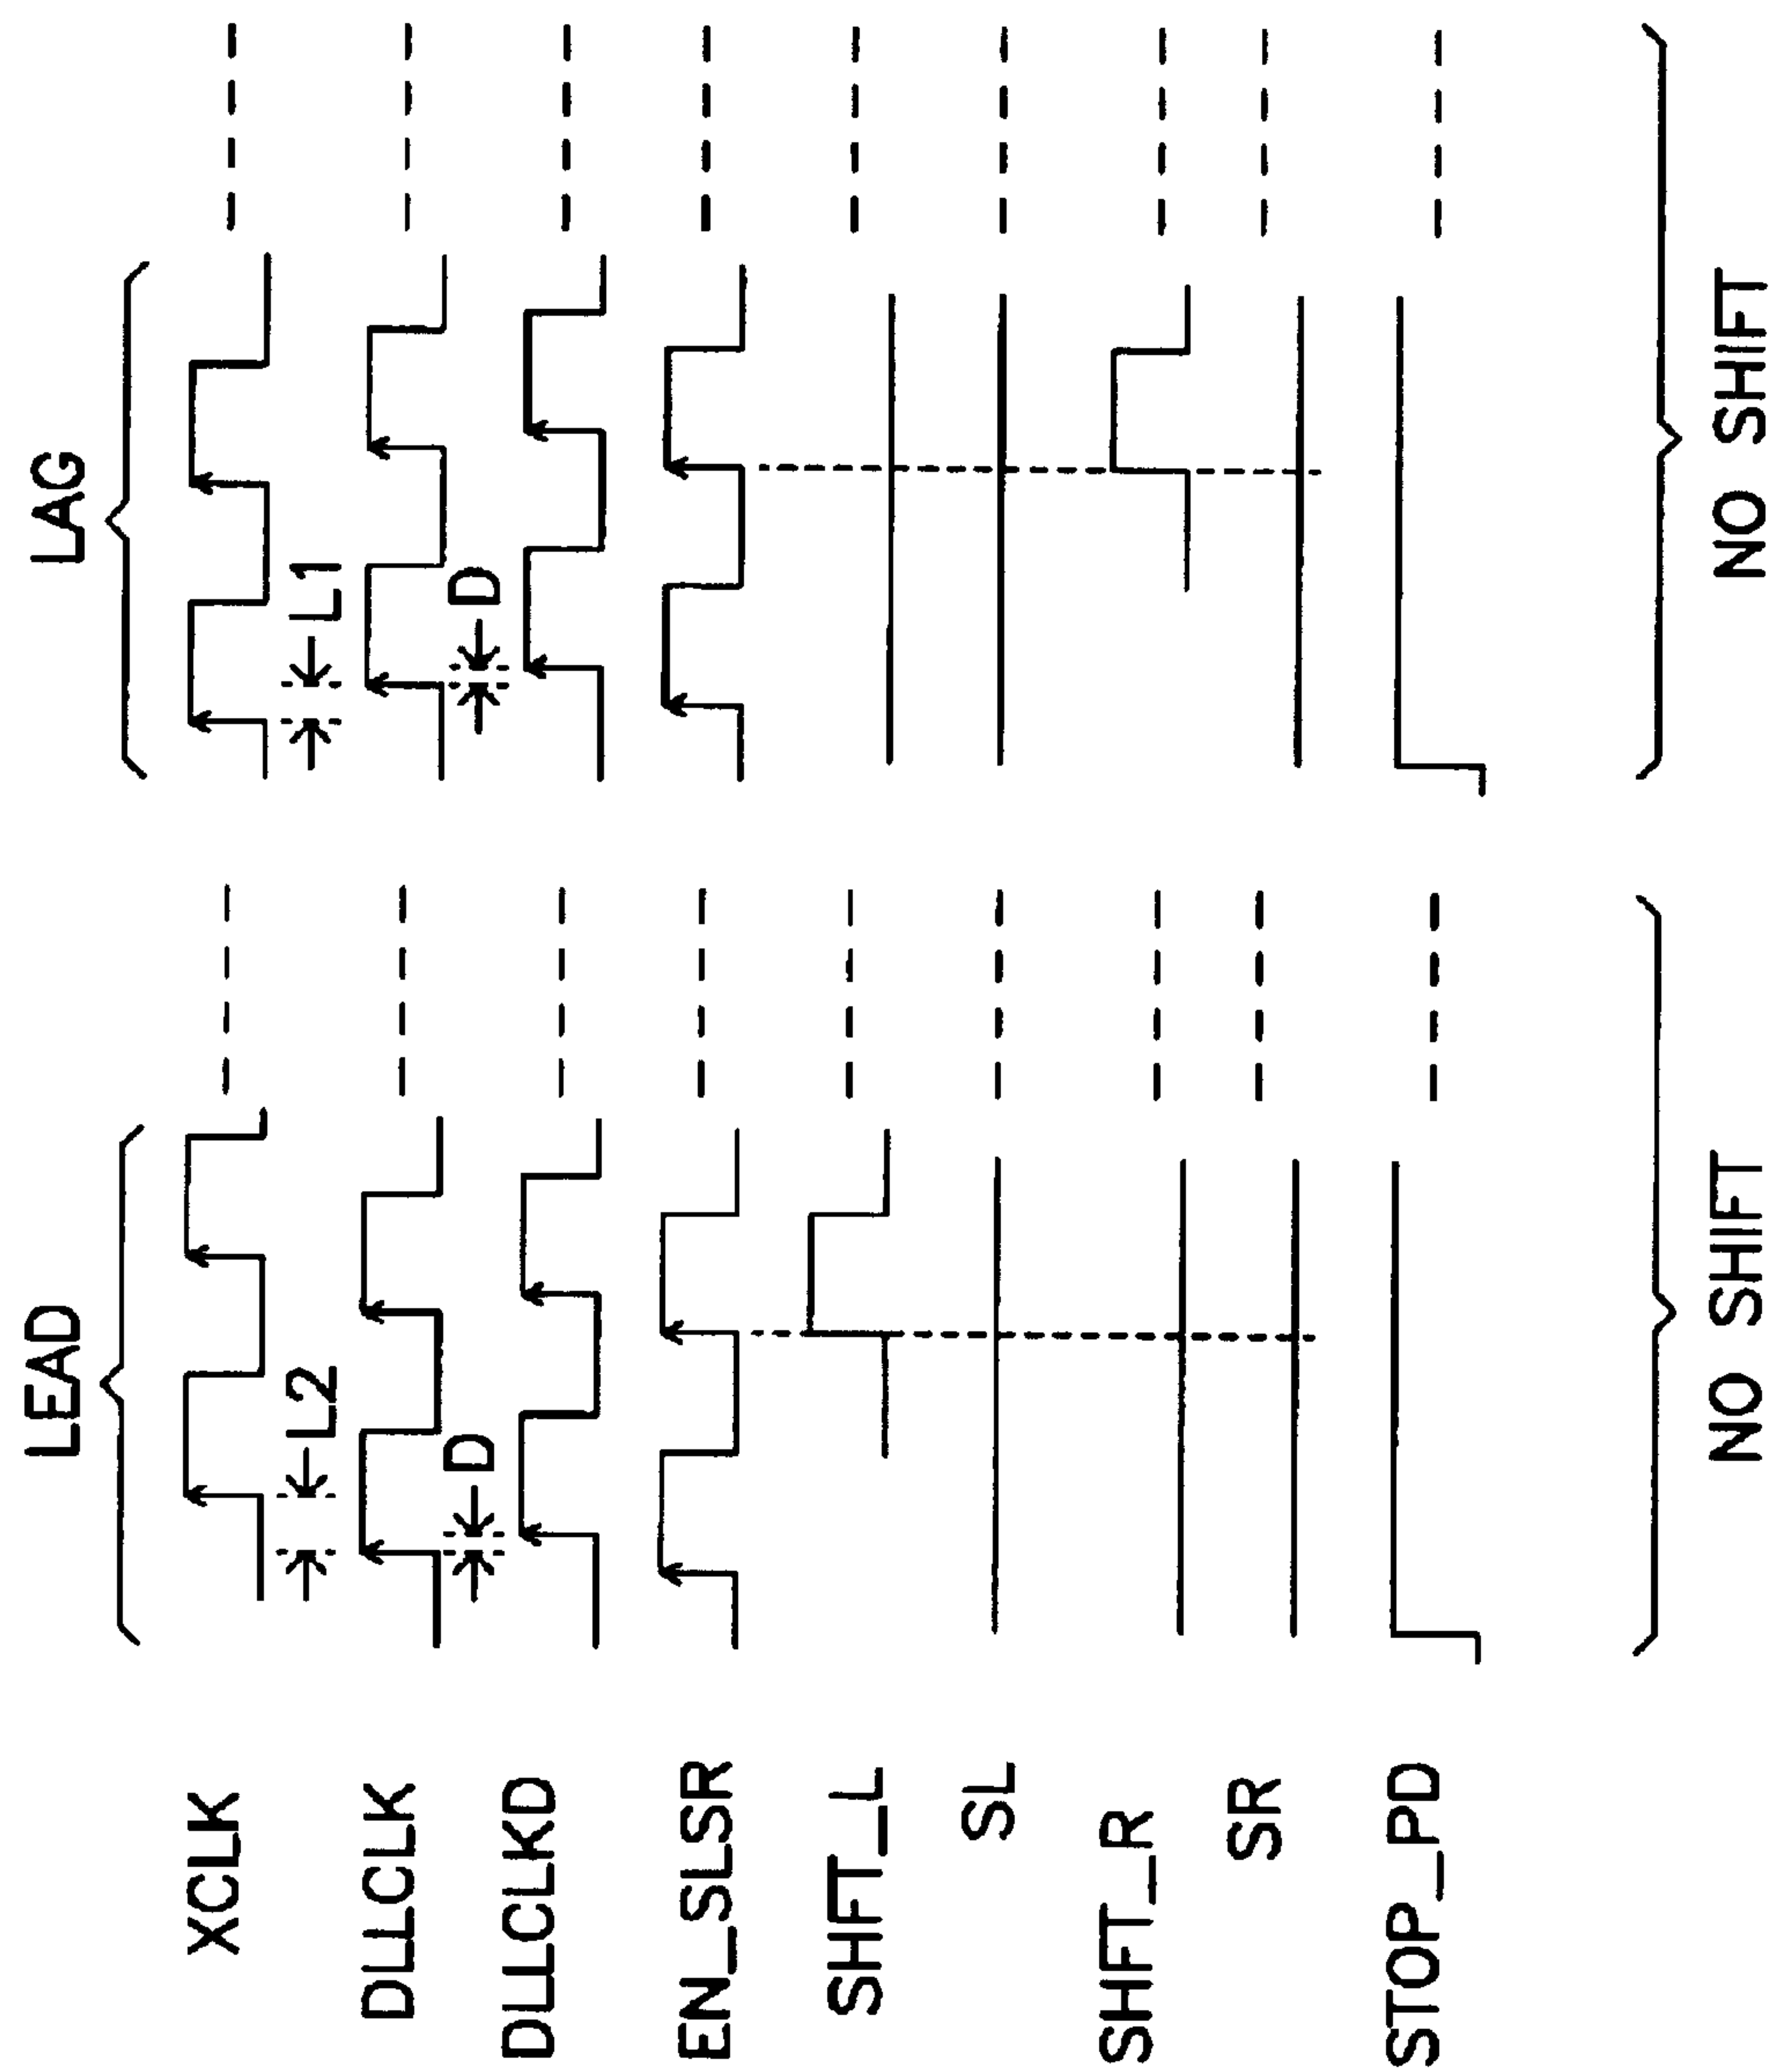 LEAD
LAG
XCLK
L2
L1
DLLCLK
D
D
DLLCLKD
EN_SLSR
SHFT_L
SL
SHFT_R
SR
STOP_PD
NO SHIFT
NO SHIFT